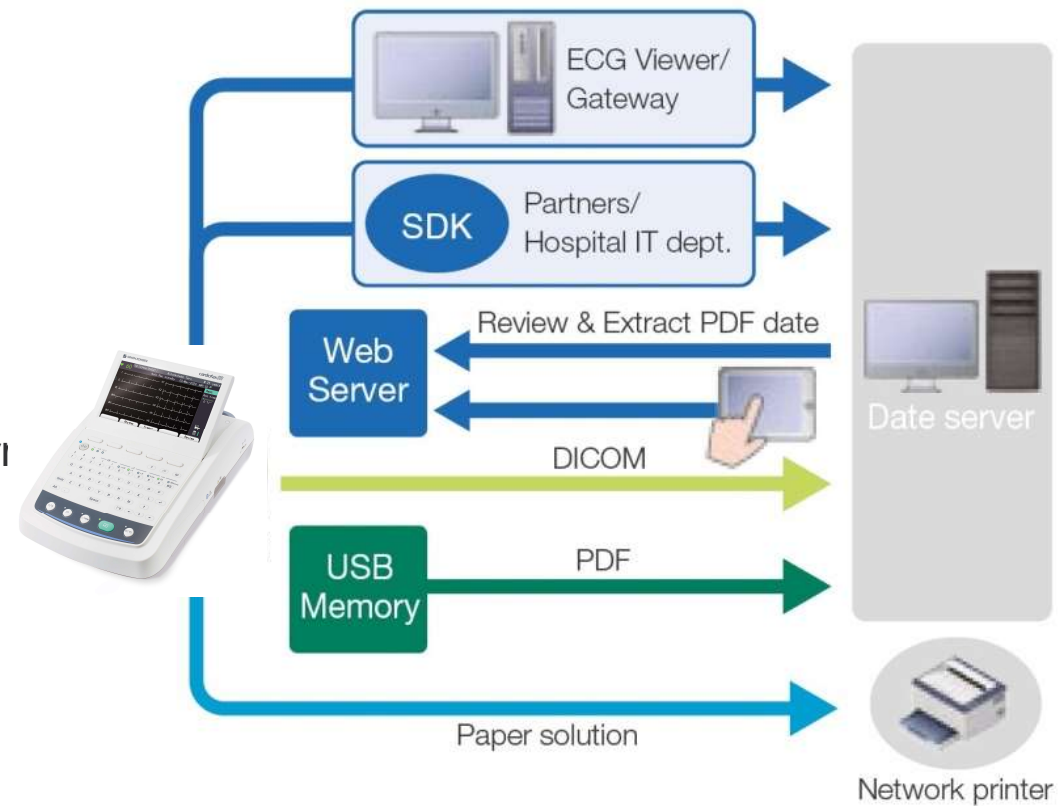 ECG Viewer/
Gateway
SDK
Partners/
Hospital IT dept.
Review & Extract PDF date
Web
Server
Date server
DICOM
USB
Memory
PDF
Paper solution
Network printer